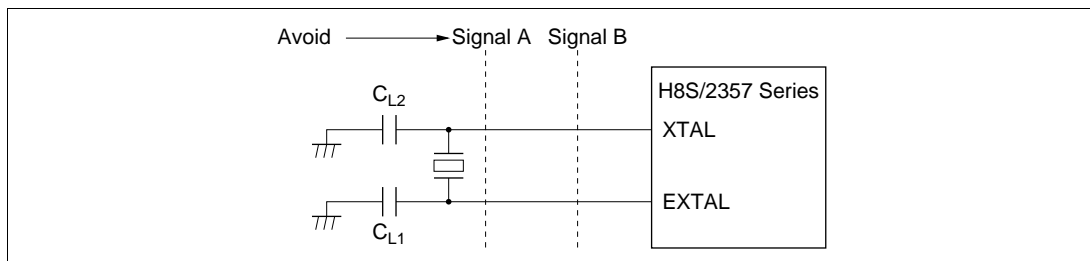 Avoid Signal A Signal B
H8S/2357 Series
CL2
XTAL
EXTAL
CL1